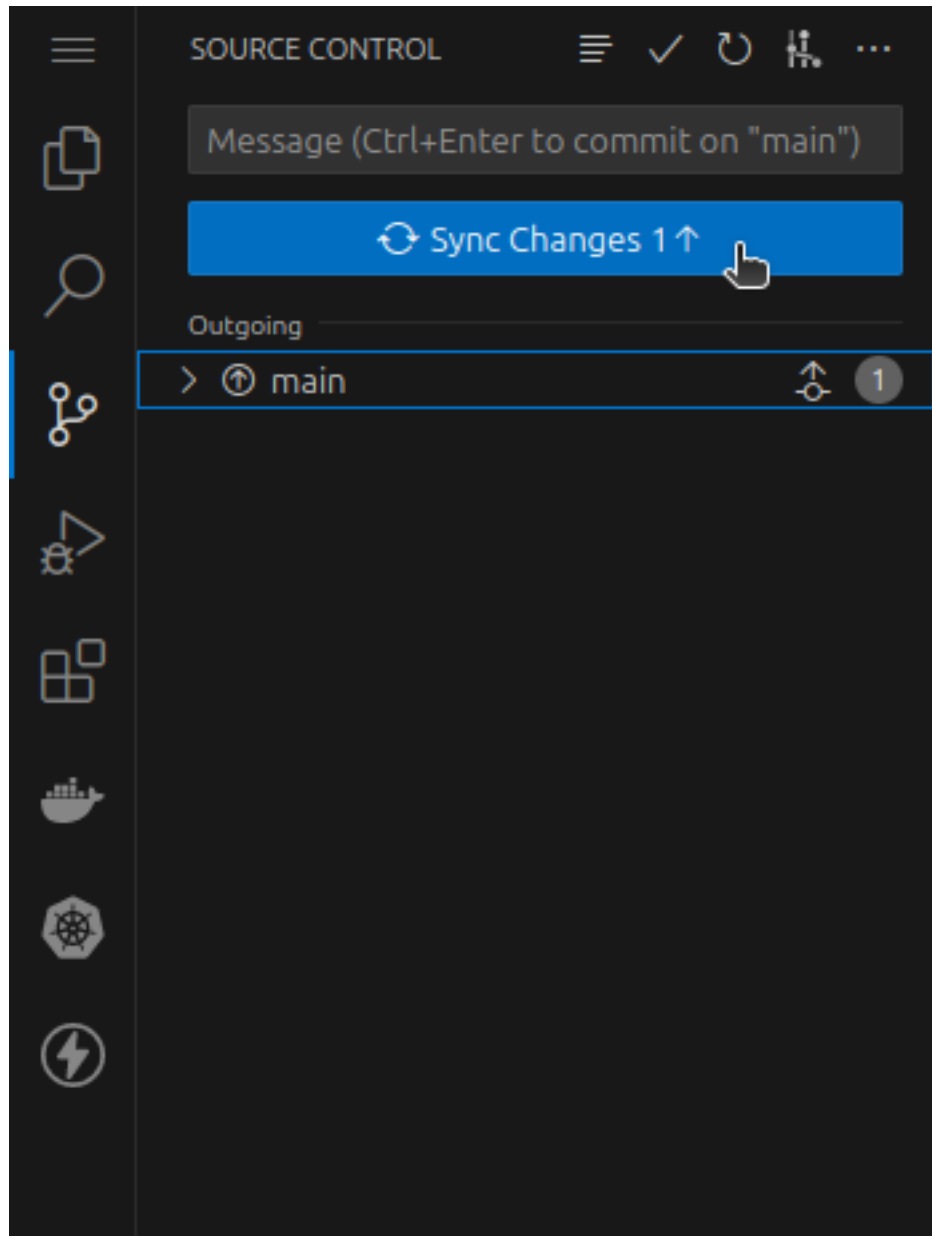 SOURCE CONTROL
Message (Ctrl+Enter to commit on "main")
Sync Changes 1↑
Outgoing
main 1